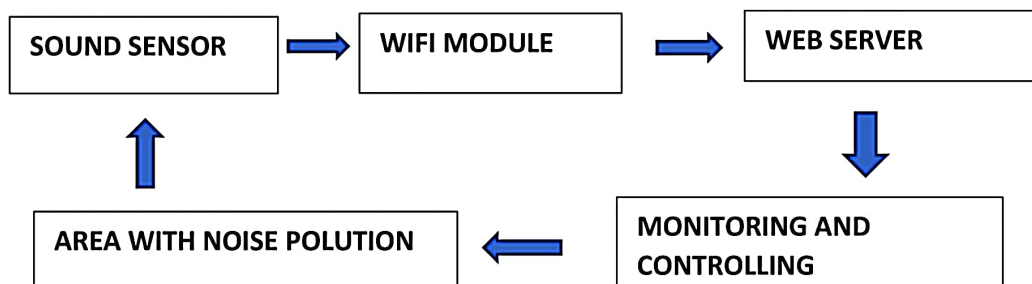 SOUND SENSOR
WIFI MODULE
WEB SERVER
AREA WITH NOISE POLUTION
MONITORING AND
CONTROLLING